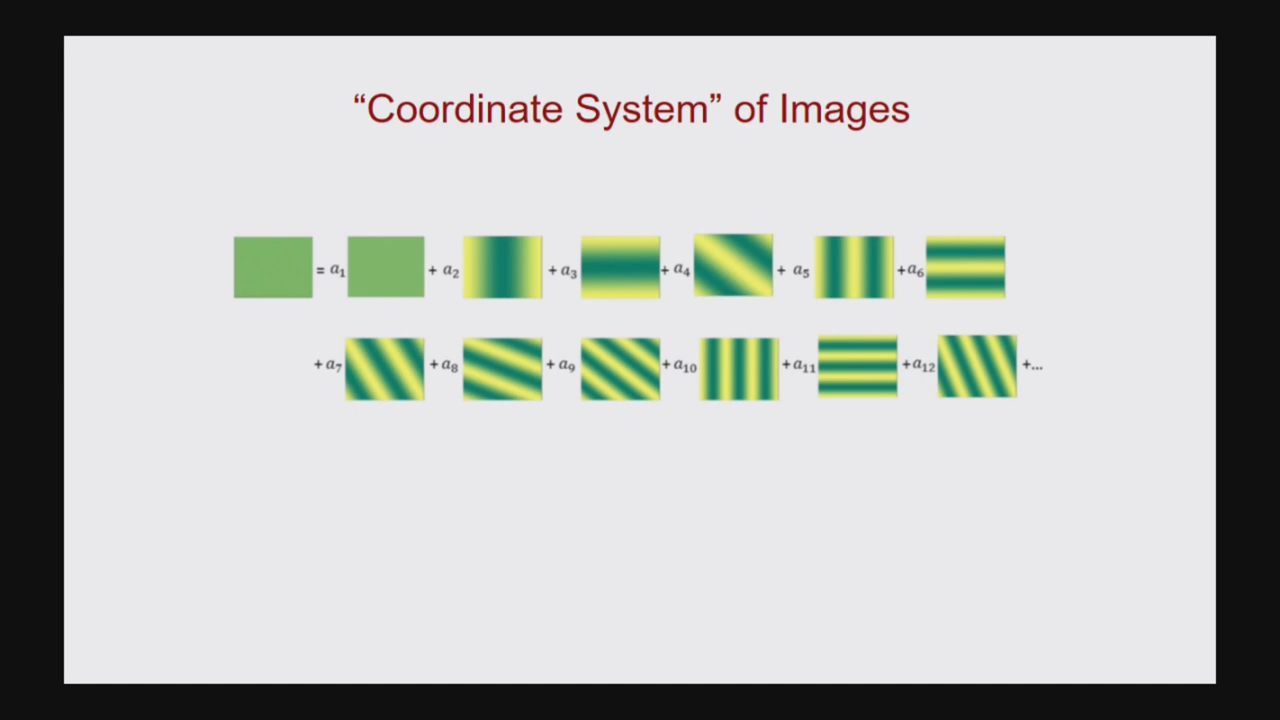 “Coordinate System” of Images
= a₁ + a₂ + a₃ + a₄ + a₅ +a₆
+a₇ +a₈ +a₉ +a₁₀ +a₁₁ +a₁₂ +...